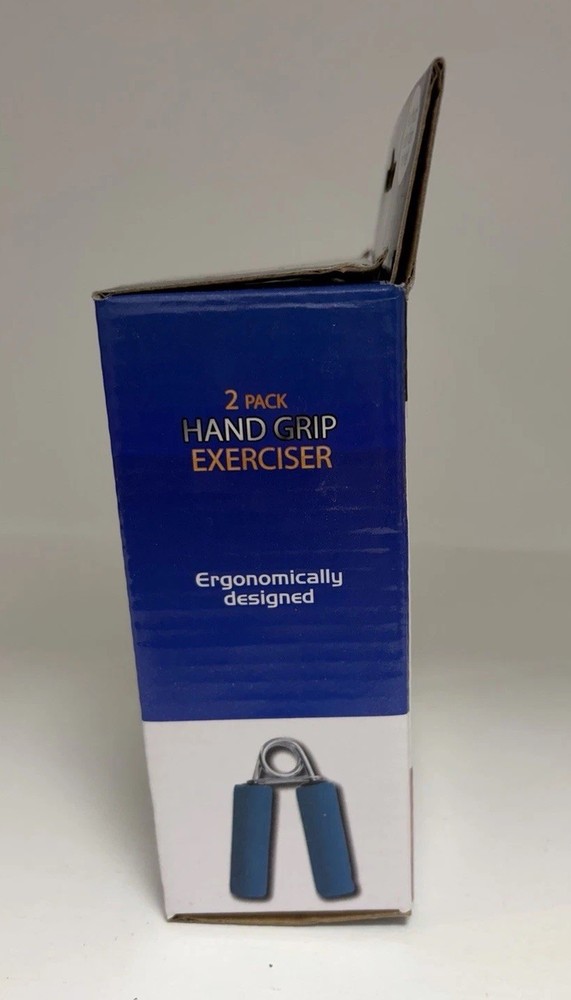 2 PACK
HAND GRIP
EXERCISER
Ergonomically
designed